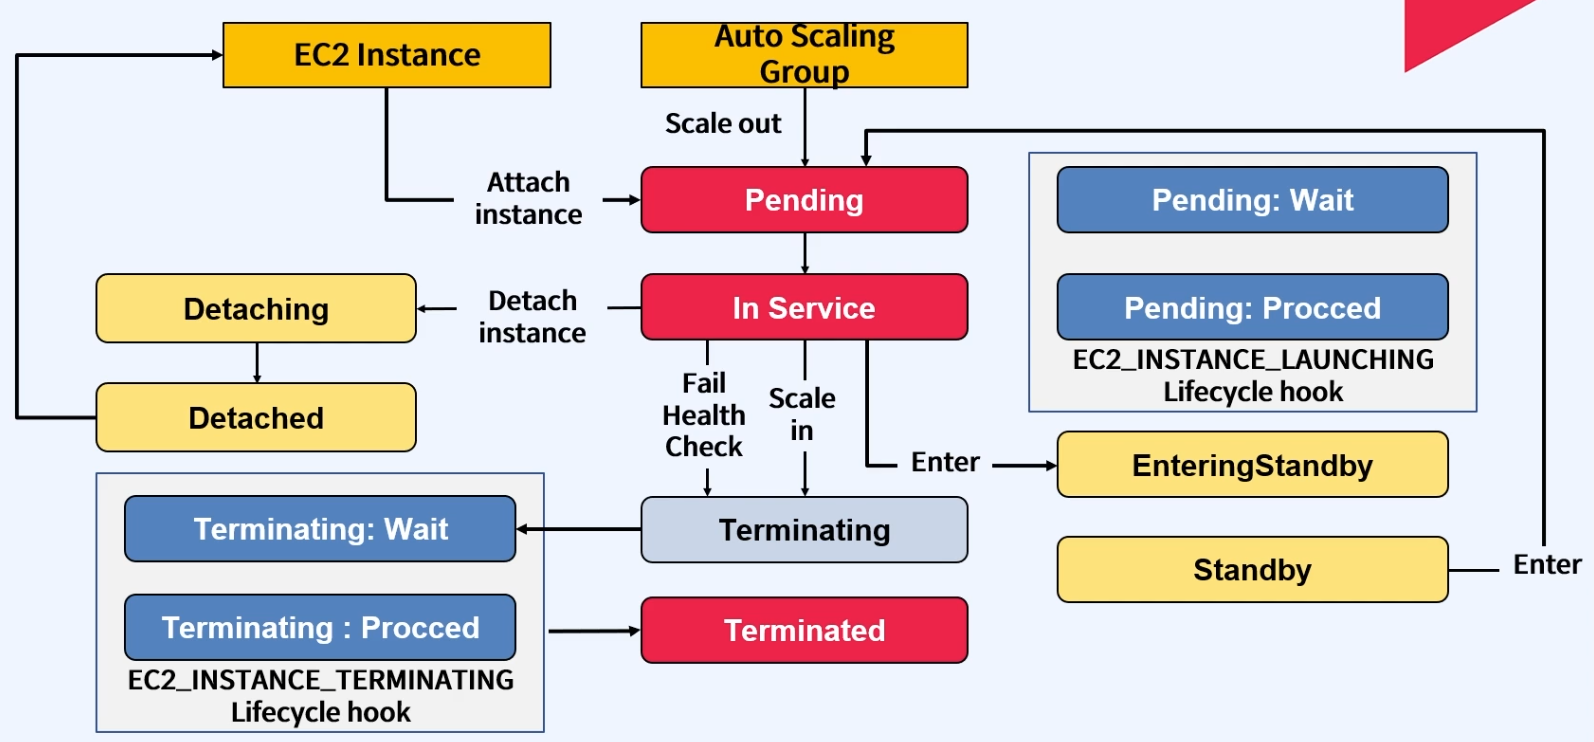 EC2 Instance
Auto Scaling
Group
Scale out
Attach
instance
Pending
Pending: Wait
Detaching
Detach
instance
In Service
Pending: Procced
EC2_INSTANCE_LAUNCHING
Lifecycle hook
Detached
Fail
Health
Check
Scale
in
Enter
EnteringStandby
Terminating: Wait
Terminating
Standby
Enter
Terminating : Procced
Terminated
EC2_INSTANCE_TERMINATING
Lifecycle hook